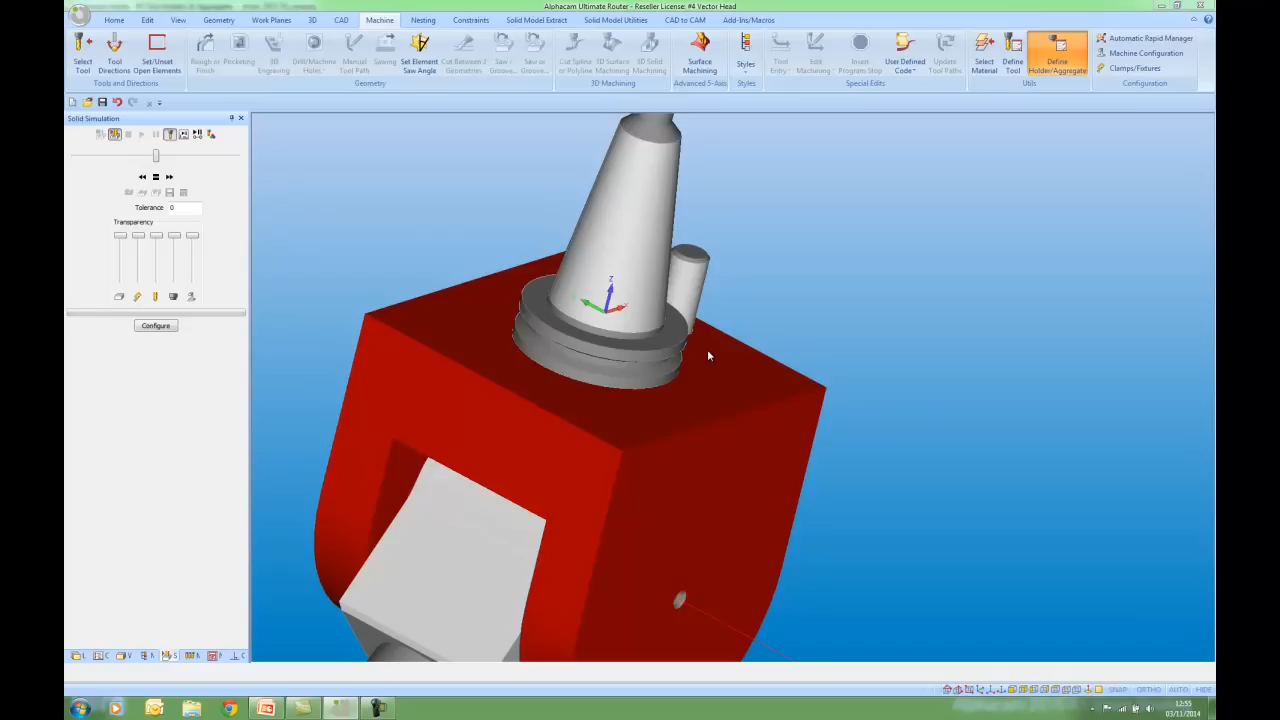 Alphacam Ultimate Router - Reseller License: #4 Vector Head
Home Edit View Geometry Work Planes 3D CAD Machine Nesting Constraints Solid Model Extract Solid Model Utilities CAD to CAM Add-Ins/Macros
Select Tool
Tool Directions
Set/Unset Open Elements
Rough or Finish
Pocketing
3D Engraving
Drill/Machine Holes
Manual Tool Path
Sawing
Set Element Saw Angle
Cut Between 2 Geometries
Saw / Groove...
Saw or Groove...
Cut Spline or Polyline
3D Surface Machining
3D Solid Machining
Surface Machining
Styles
Tool Entry
Edit Machining
Insert Program Stop
User Defined Code
Update Tool Paths
Select Material
Define Tool
Define Holder/Aggregate
Automatic Rapid Manager
Machine Configuration
Clamps/Fixtures
Tools and Directions
Geometry
3D Machining
Advanced 5-Axis
Styles
Special Edits
Utils
Configuration
Solid Simulation
Tolerance 0
Transparency
Configure
Z
SNAP ORTHO AUTO HIDE
12:55
03/11/2014